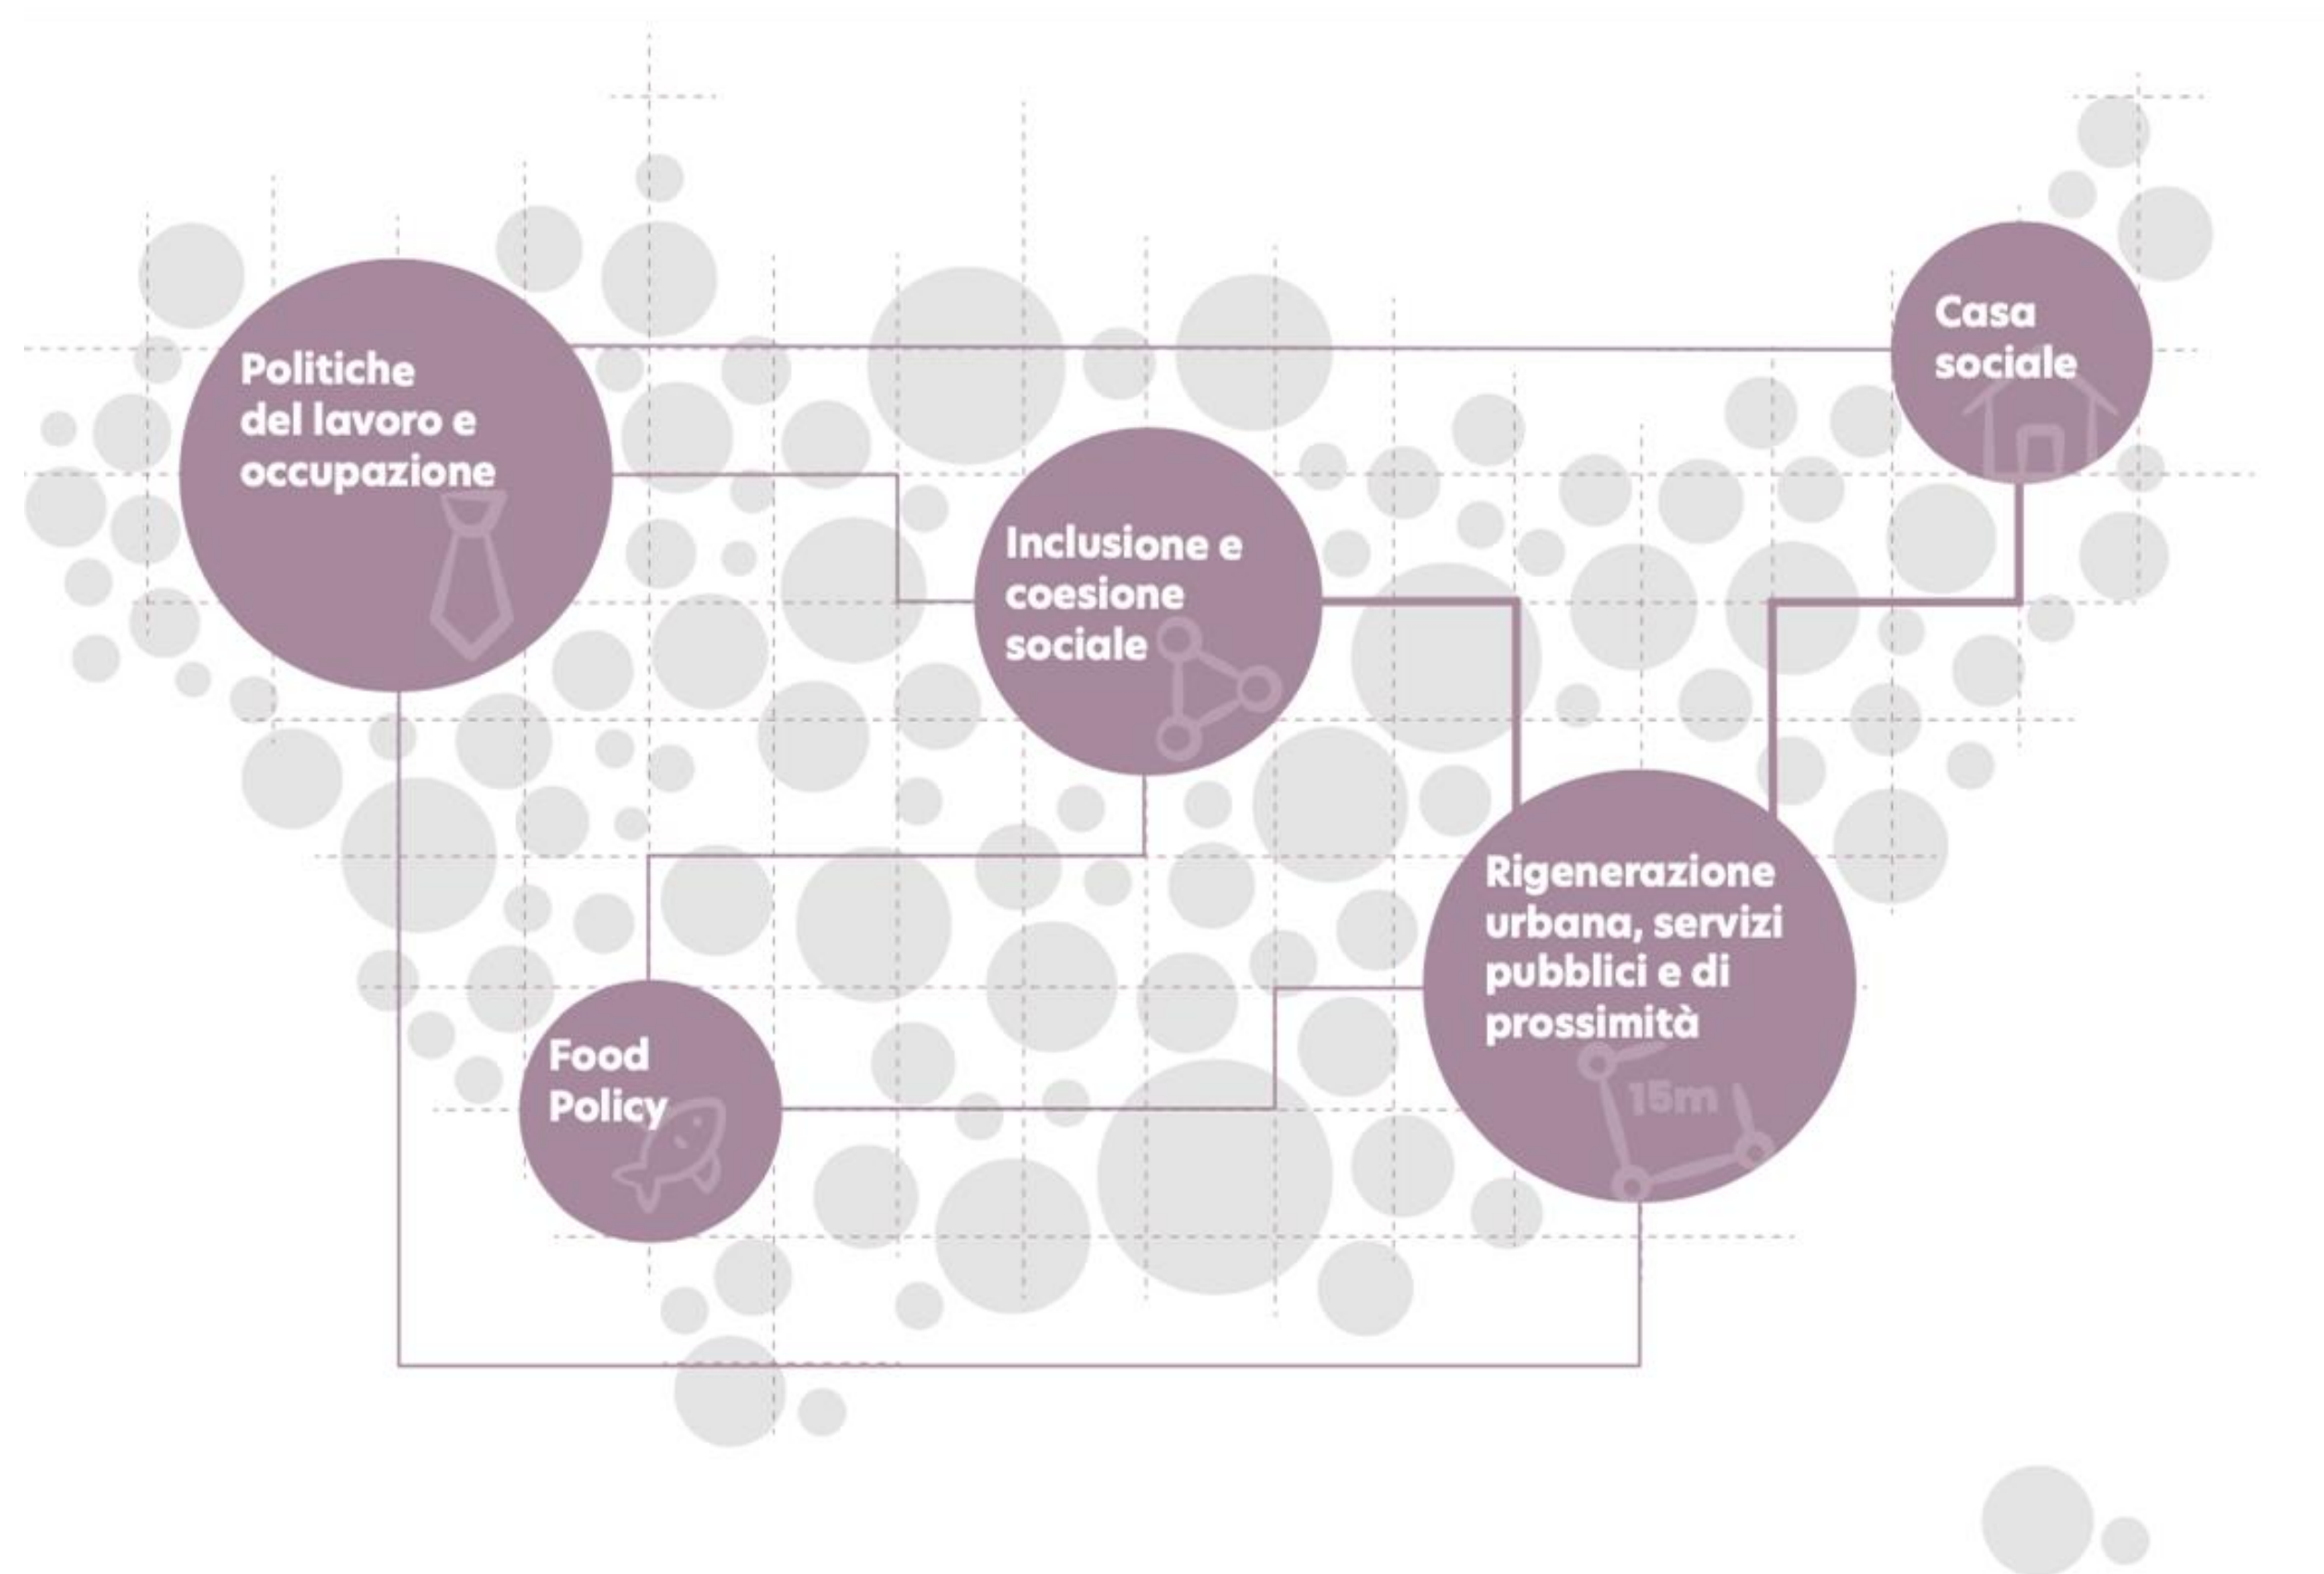 Casa
sociale
Politiche
del lavoro e
occupazione
Inclusione e
coesione
sociale
Rigenerazione
urbana, servizi
pubblici e di
prossimità
15m
Food
Policy